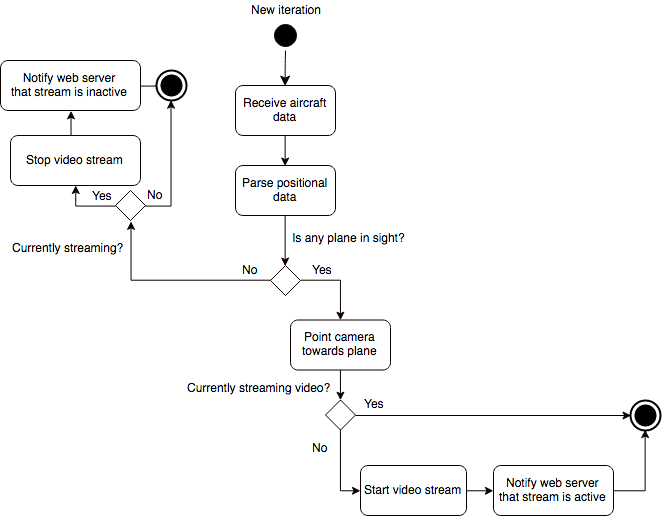 New iteration
Receive aircraft
data
Parse positional
data
Is any plane in sight?
No
Yes
Currently streaming?
Yes
No
Stop video stream
Notify web server
that stream is inactive
Point camera
towards plane
Currently streaming video?
Yes
No
Start video stream
Notify web server
that stream is active